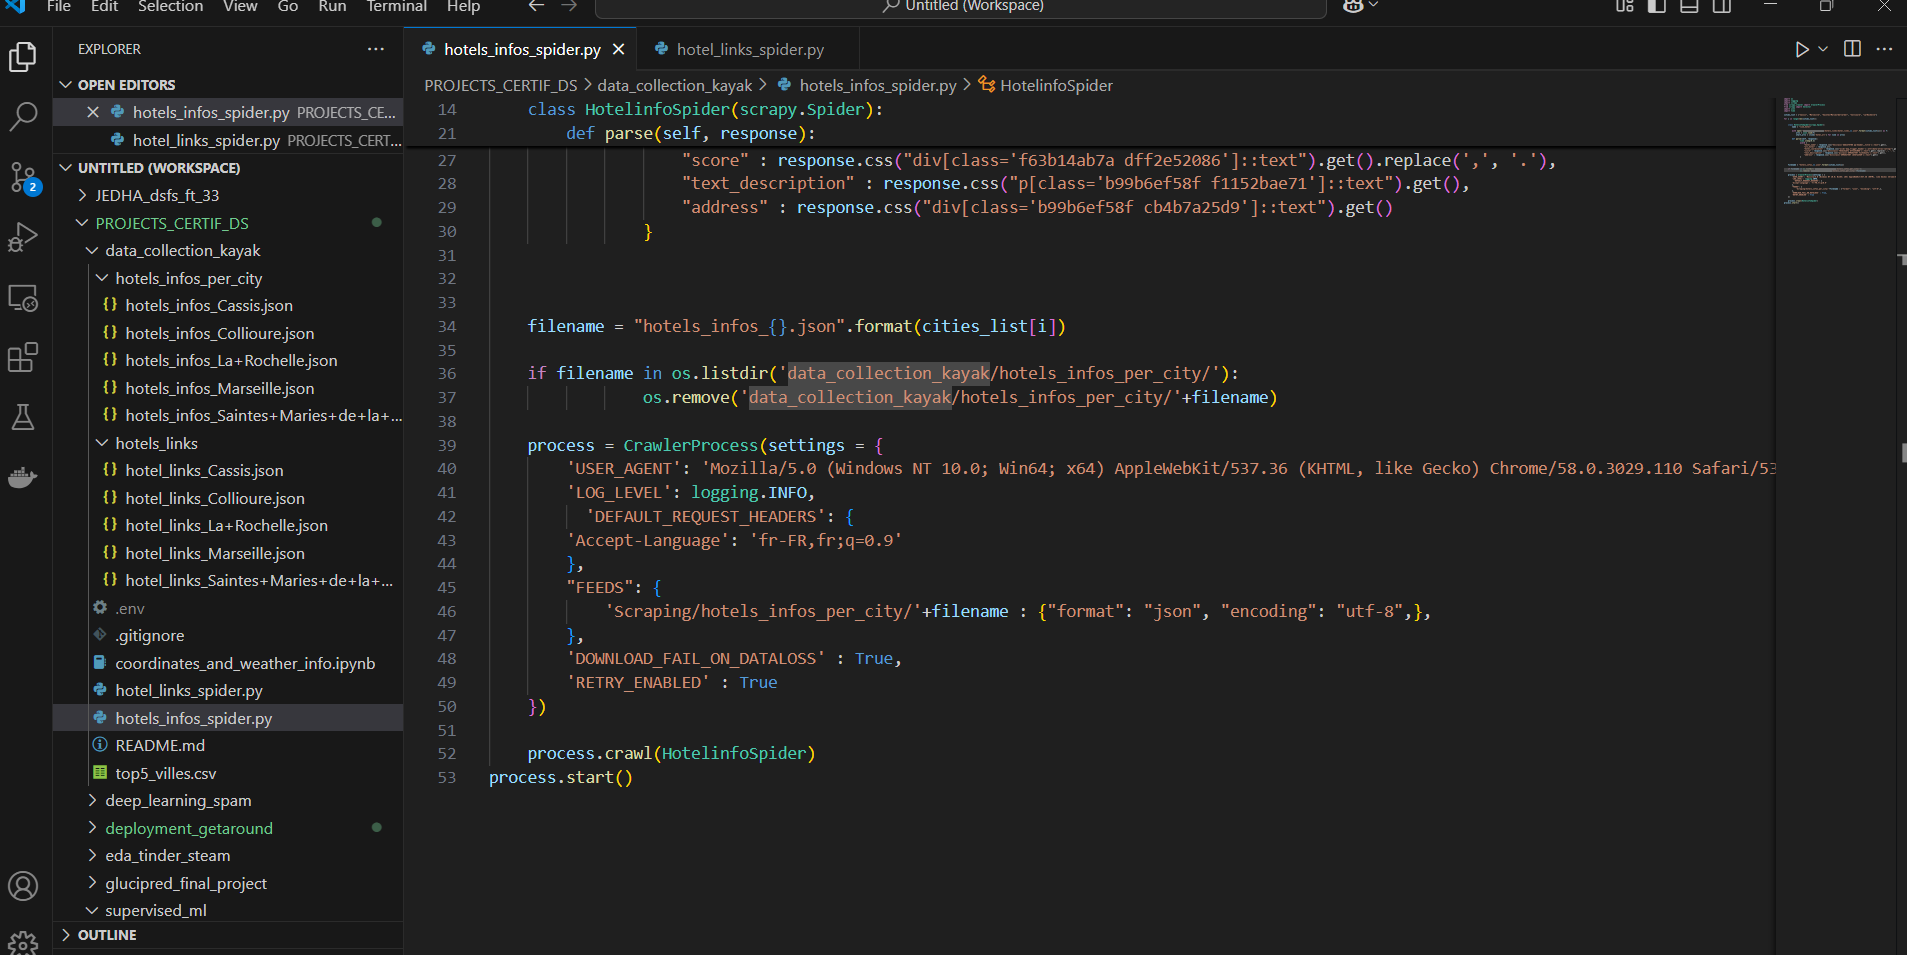 File Edit Selection View Go Run Terminal Help
Untitled (Workspace)
EXPLORER
OPEN EDITORS
hotels_infos_spider.py PROJECTS_CE...
hotel_links_spider.py PROJECTS_CERT...
UNTITLED (WORKSPACE)
JEDHA_dsfs_ft_33
PROJECTS_CERTIF_DS
data_collection_kayak
hotels_infos_per_city
hotels_infos_Cassis.json
hotels_infos_Collioure.json
hotels_infos_La+Rochelle.json
hotels_infos_Marseille.json
hotels_infos_Saintes+Maries+de+la+...
hotels_links
hotel_links_Cassis.json
hotel_links_Collioure.json
hotel_links_La+Rochelle.json
hotel_links_Marseille.json
hotel_links_Saintes+Maries+de+la+...
.env
.gitignore
coordinates_and_weather_info.ipynb
hotel_links_spider.py
hotels_infos_spider.py
README.md
top5_villes.csv
deep_learning_spam
deployment_getaround
eda_tinder_steam
glucipred_final_project
supervised_ml
OUTLINE
2
hotels_infos_spider.py
hotel_links_spider.py
PROJECTS_CERTIF_DS > data_collection_kayak > hotels_infos_spider.py > HotelinfoSpider
14 class HotelinfoSpider(scrapy.Spider):
21 def parse(self, response):
27 "score" : response.css("div[class='f63b14ab7a dff2e52086']::text").get().replace(',', '.'),
28 "text_description" : response.css("p[class='b99b6ef58f f1152bae71']::text").get(),
29 "address" : response.css("div[class='b99b6ef58f cb4b7a25d9']::text").get()
30 }
31
32
33
34 filename = "hotels_infos_{}.json".format(cities_list[i])
35
36 if filename in os.listdir('data_collection_kayak/hotels_infos_per_city/'):
37 os.remove('data_collection_kayak/hotels_infos_per_city/'+filename)
38
39 process = CrawlerProcess(settings = {
40 'USER_AGENT': 'Mozilla/5.0 (Windows NT 10.0; Win64; x64) AppleWebKit/537.36 (KHTML, like Gecko) Chrome/58.0.3029.110 Safari/53
41 'LOG_LEVEL': logging.INFO,
42 'DEFAULT_REQUEST_HEADERS': {
43 'Accept-Language': 'fr-FR,fr;q=0.9'
44 },
45 "FEEDS": {
46 'Scraping/hotels_infos_per_city/'+filename : {"format": "json", "encoding": "utf-8",},
47 },
48 'DOWNLOAD_FAIL_ON_DATALOSS' : True,
49 'RETRY_ENABLED' : True
50 })
51
52 process.crawl(HotelinfoSpider)
53 process.start()